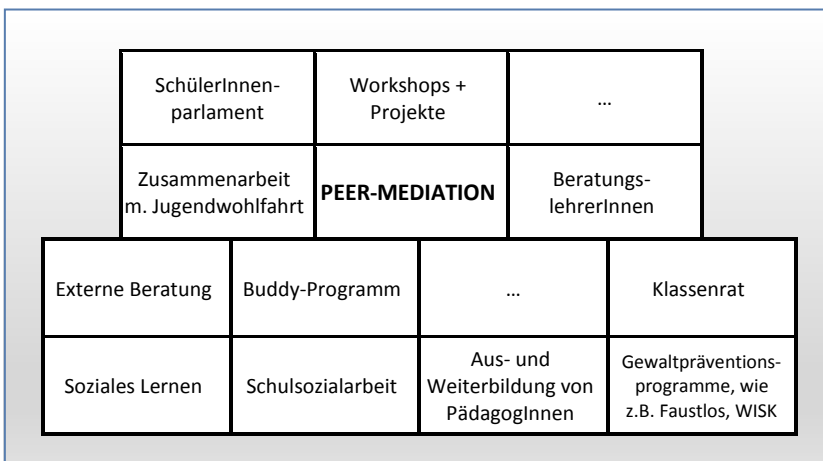 SchülerInnen-
parlament
Workshops +
Projekte
...
Zusammenarbeit
m. Jugendwohlfahrt
PEER-MEDIATION
Beratungs-
lehrerInnen
Externe Beratung
Buddy-Programm
...
Klassenrat
Soziales Lernen
Schulsozialarbeit
Aus- und
Weiterbildung von
PädagogInnen
Gewaltpräventions-
programme, wie
z.B. Faustlos, WISK